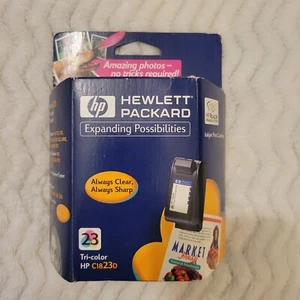 Amazing photos –
no tricks required!
hp
HEWLETT
PACKARD
Expanding Possibilities
Always Clear,
Always Sharp
23
Tri-color
HP C1823D
MARKET